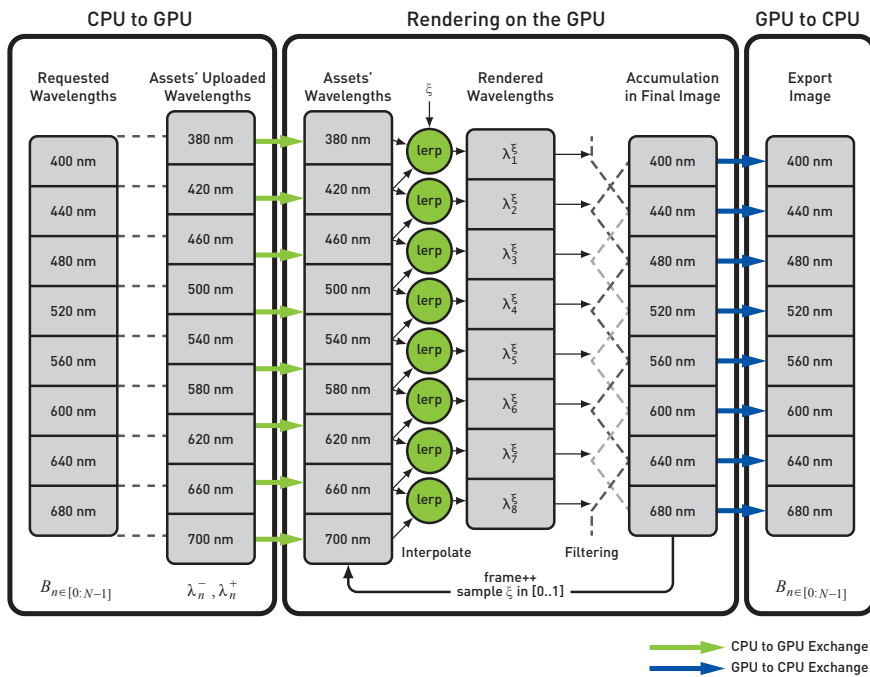 CPU to GPU
Rendering on the GPU
GPU to CPU
Requested
Wavelengths
Assets' Uploaded
Wavelengths
Assets'
Wavelengths
ξ
Rendered
Wavelengths
Accumulation
in Final Image
Export
Image
400 nm
440 nm
480 nm
520 nm
560 nm
600 nm
640 nm
680 nm
380 nm
420 nm
460 nm
500 nm
540 nm
580 nm
620 nm
660 nm
700 nm
380 nm
420 nm
460 nm
500 nm
540 nm
580 nm
620 nm
660 nm
700 nm
lerp
lerp
lerp
lerp
lerp
lerp
lerp
lerp
Interpolate
λ₁^ξ
λ₂^ξ
λ₃^ξ
λ₄^ξ
λ₅^ξ
λ₆^ξ
λ₇^ξ
λ₈^ξ
Filtering
400 nm
440 nm
480 nm
520 nm
560 nm
600 nm
640 nm
680 nm
400 nm
440 nm
480 nm
520 nm
560 nm
600 nm
640 nm
680 nm
frame++
sample ξ in [0..1]
B_{n∈[0:N−1]}
λ_n^−, λ_n^+
B_{n∈[0:N−1]}
CPU to GPU Exchange
GPU to CPU Exchange